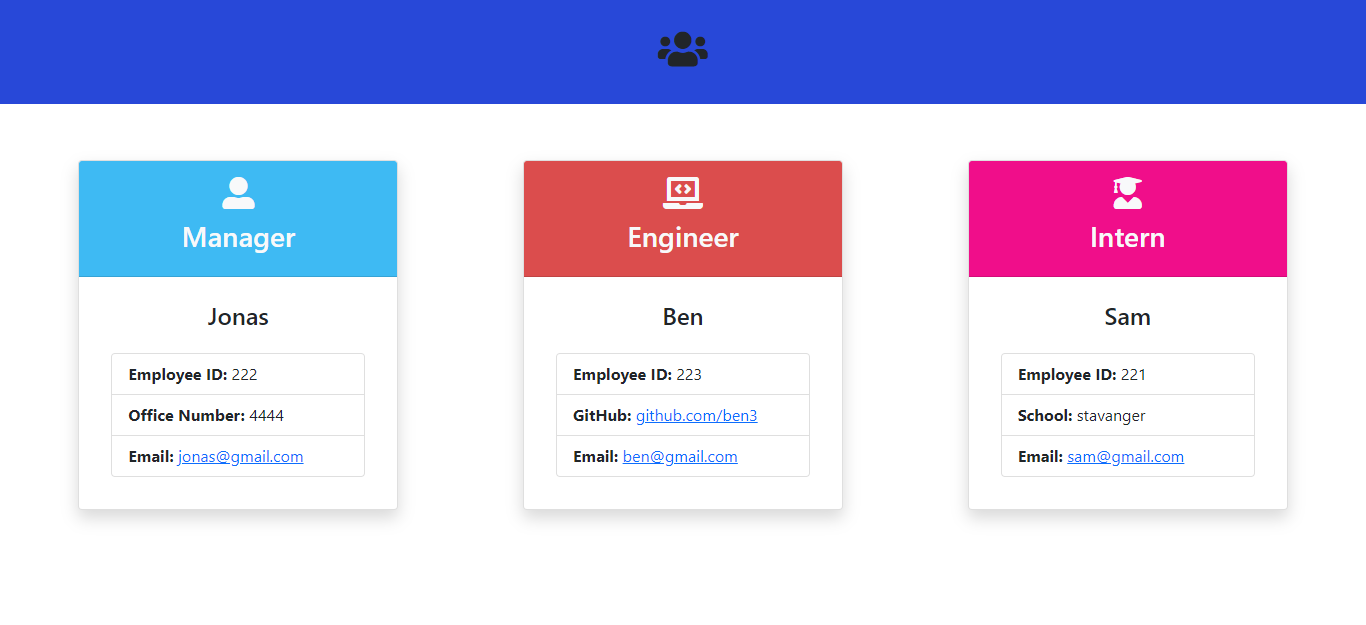 Manager
Jonas
Employee ID: 222
Office Number: 4444
Email: jonas@gmail.com
Engineer
Ben
Employee ID: 223
GitHub: github.com/ben3
Email: ben@gmail.com
Intern
Sam
Employee ID: 221
School: stavanger
Email: sam@gmail.com